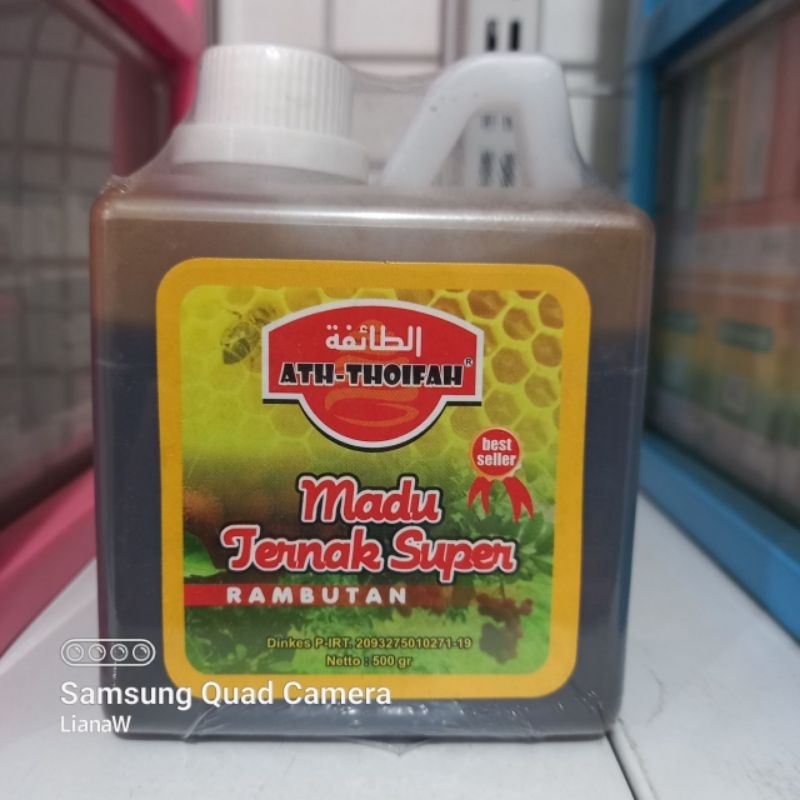 الطائفة
ATH-THOIFAH®
best
seller
Madu
Ternak Super
RAMBUTAN
Dinkes P-IRT. 2093275010271-19
Netto : 500 gr
Samsung Quad Camera
LianaW